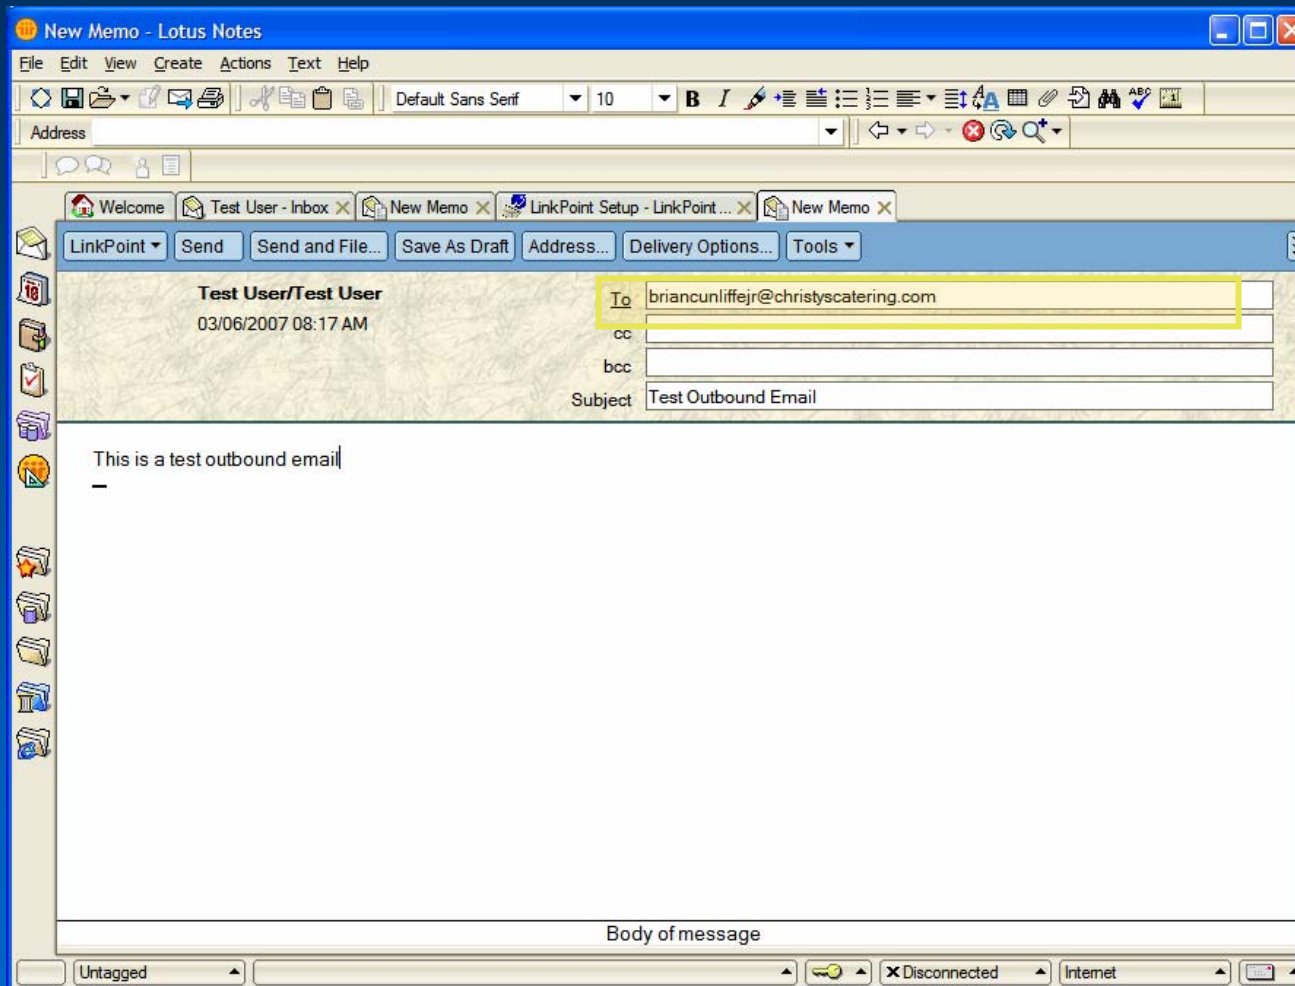 New Memo - Lotus Notes
File Edit View Create Actions Text Help
Default Sans Serif 10 B I
Address
Welcome Test User - Inbox New Memo LinkPoint Setup - LinkPoint ... New Memo
LinkPoint Send Send and File... Save As Draft Address... Delivery Options... Tools
Test User/Test User
03/06/2007 08:17 AM
To briancunliffejr@christyscatering.com
cc
bcc
Subject Test Outbound Email
This is a test outbound email
Body of message
Untagged Disconnected Internet